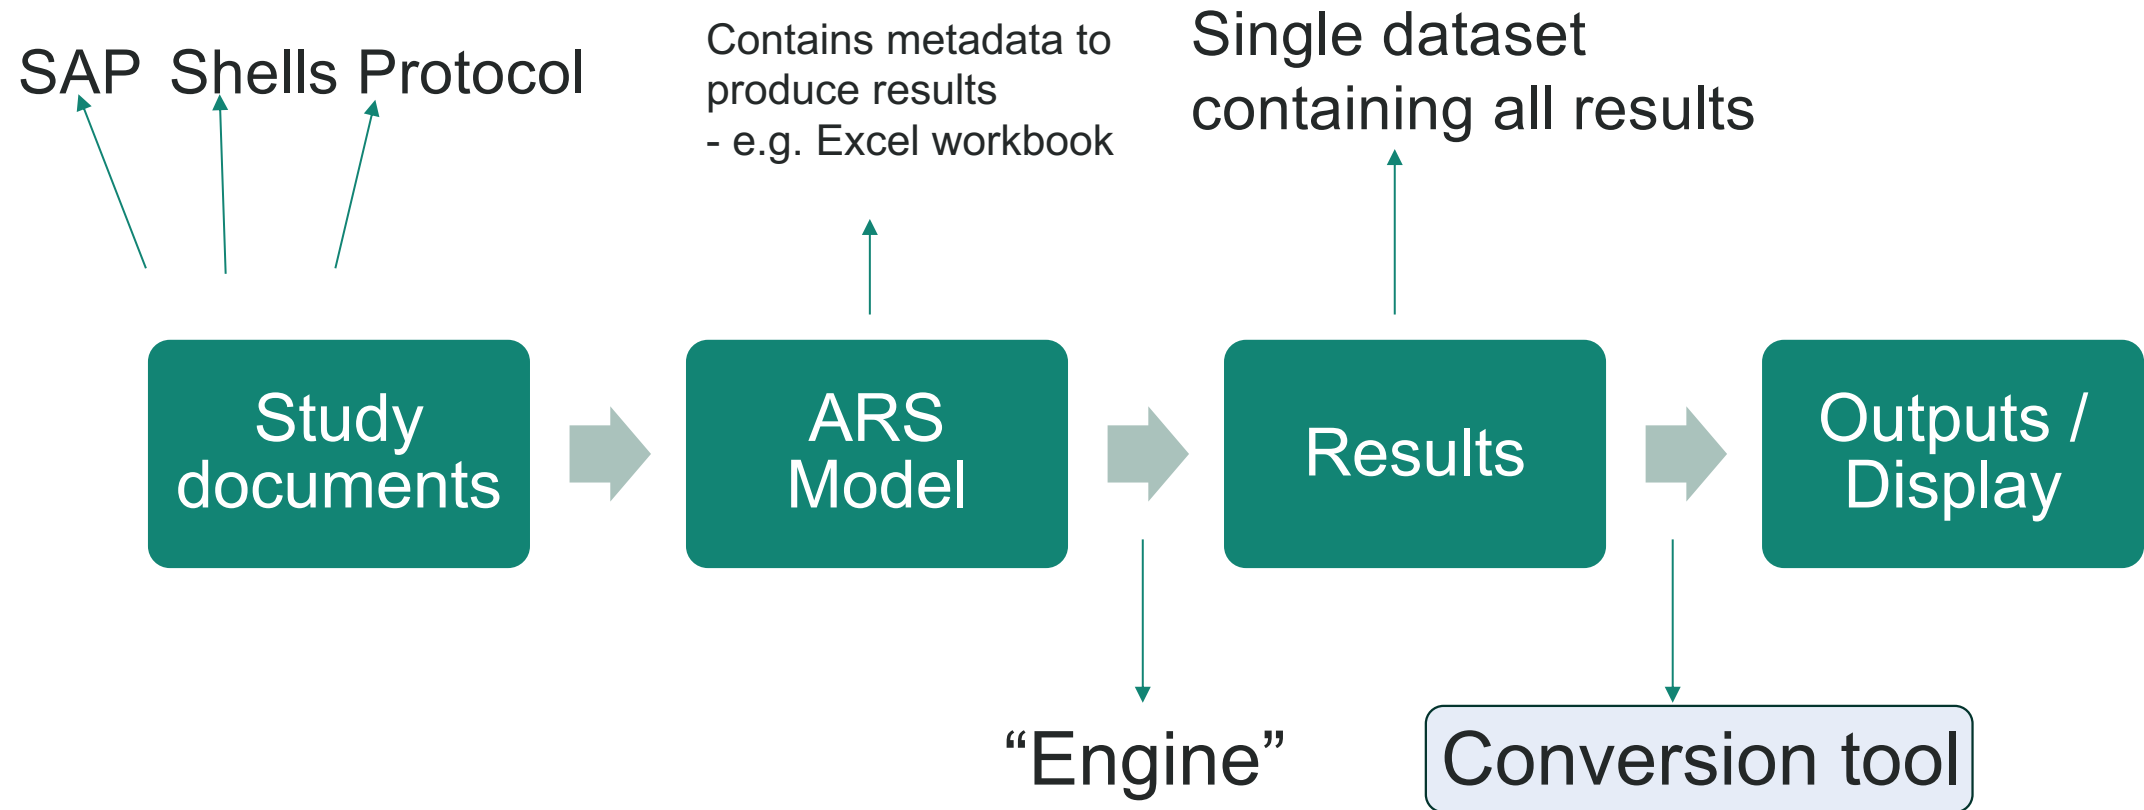 SAP Shells Protocol
Contains metadata to
produce results
- e.g. Excel workbook
Single dataset
containing all results
Study
documents
ARS
Model
Results
Outputs /
Display
“Engine”
Conversion tool